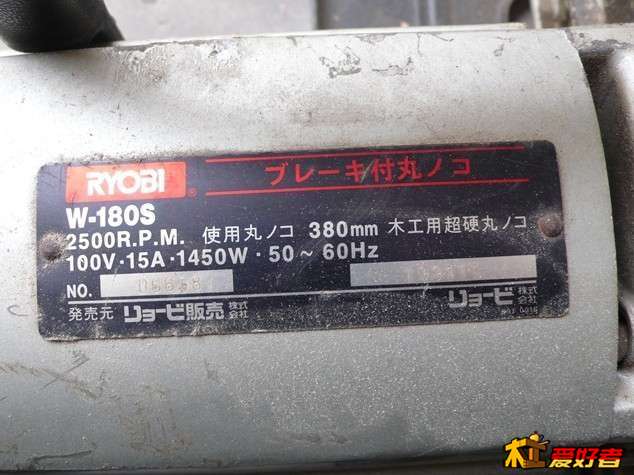 RYOBI ® ブレーキ付丸ノコ
W-180S
2500R.P.M. 使用丸ノコ 380mm 木工用超硬丸ノコ
100V・15A・1450W・50～60Hz
NO.
発売元 リョービ販売株式会社 リョービ株式会社
木工爱好者